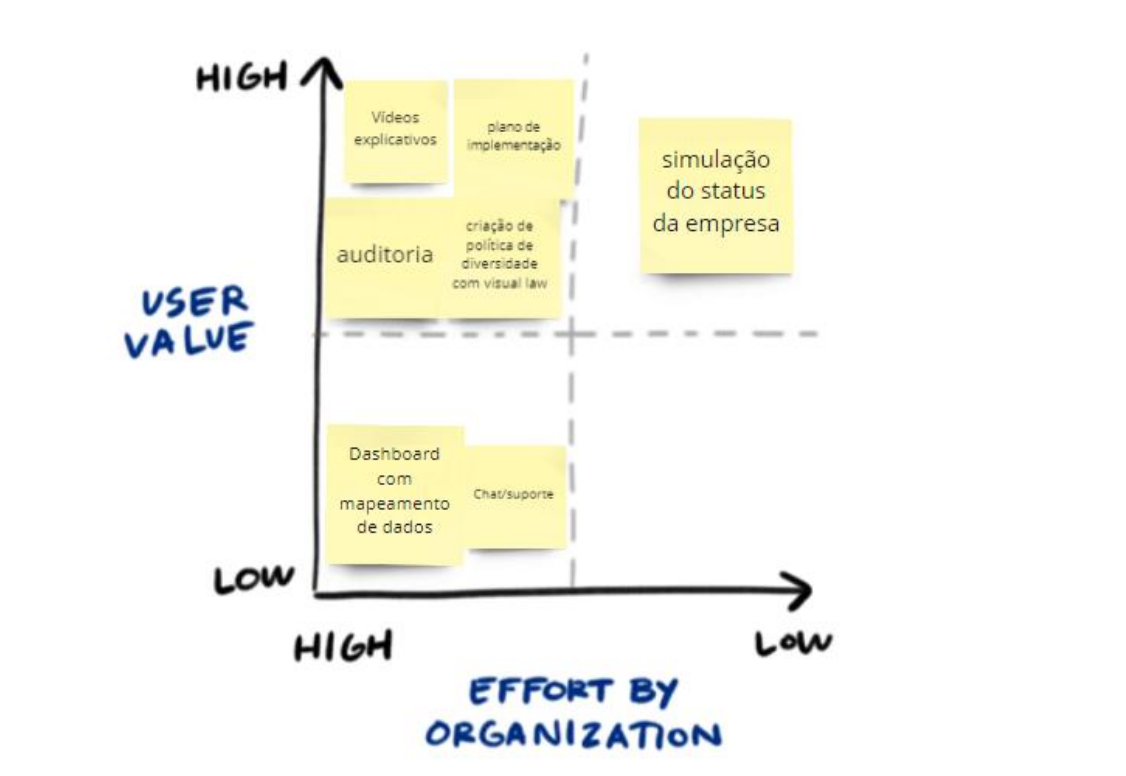 HIGH
Vídeos
explicativos
plano de
implementação
simulação
do status
da empresa
auditoria
criação de
política de
diversidade
com visual law
USER
VALUE
Dashboard
com
mapeamento
de dados
Chat/suporte
LOW
HIGH
LOW
EFFORT BY
ORGANIZATION